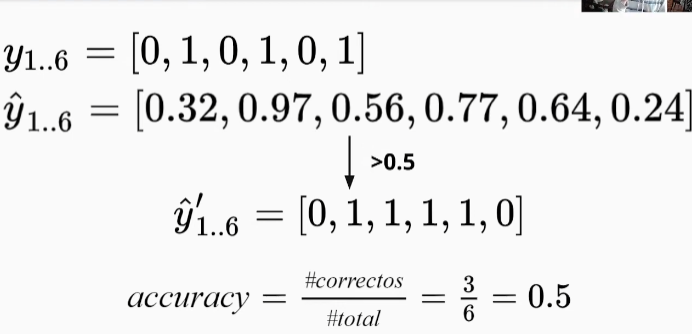 y1..6 = [0, 1, 0, 1, 0, 1]
ŷ1..6 = [0.32, 0.97, 0.56, 0.77, 0.64, 0.24]
>0.5
ŷ′1..6 = [0, 1, 1, 1, 1, 0]
accuracy = #correctos / #total = 3/6 = 0.5